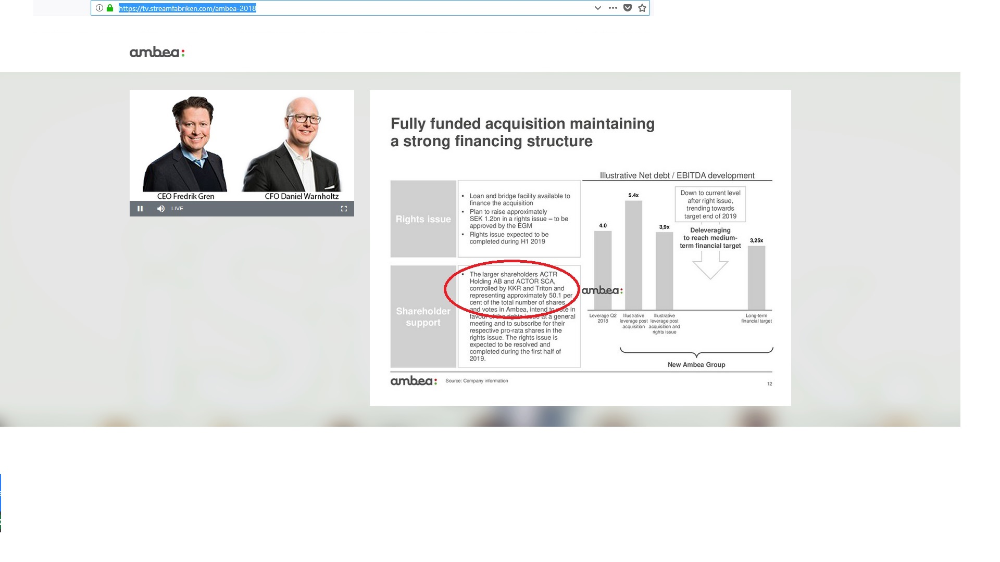 https://tv.streamfabriken.com/ambea-2018
ambea:
CEO Fredrik Gren
CFO Daniel Warnholtz
LIVE
Fully funded acquisition maintaining
a strong financing structure
Rights issue
▪ Loan and bridge facility available to
finance the acquisition
▪ Plan to raise approximately
SEK 1.2bn in a rights issue – to be
approved by the EGM
▪ Rights issue expected to be
completed during H1 2019
Shareholder
support
▪ The larger shareholders ACTR
Holding AB and ACTOR SCA,
controlled by KKR and Triton and
representing approximately 50.1 per
cent of the total number of shares
and votes in Ambea, intend to vote in
favour of the rights issue at a general
meeting and to subscribe for their
respective pro-rata shares in the
rights issue. The rights issue is
expected to be resolved and
completed during the first half of
2019.
Illustrative Net debt / EBITDA development
4.0
5.4x
3,9x
3,25x
Down to current level
after right issue,
trending towards
target end of 2019
Deleveraging
to reach medium-
term financial target
ambea:
Leverage Q2
2018
Illustrative
leverage post
acquisition
Illustrative
leverage post
acquisition and
rights issue
Long-term
financial target
New Ambea Group
ambea:
Source: Company information
12